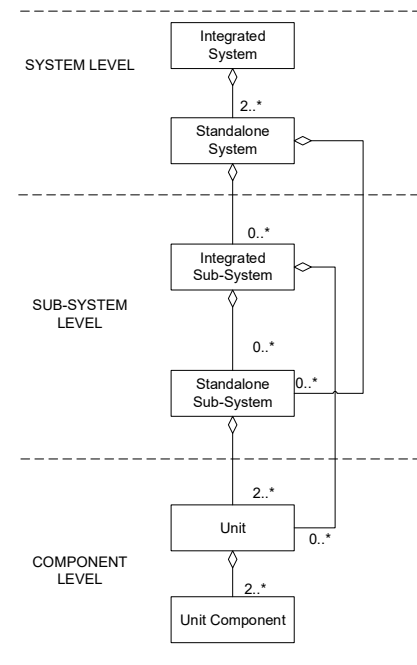 Integrated
System
SYSTEM LEVEL
2..*
Standalone
System
0..*
Integrated
Sub-System
SUB-SYSTEM
LEVEL
0..*
Standalone
Sub-System
0..*
2..*
Unit
0..*
COMPONENT
LEVEL
2..*
Unit Component